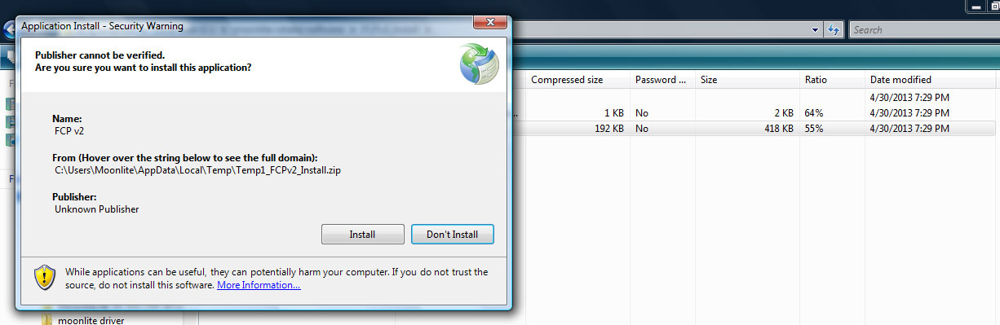 Application Install - Security Warning
Search
Publisher cannot be verified.
Are you sure you want to install this application?
Compressed size Password ... Size Ratio Date modified
4/30/2013 7:29 PM
1 KB No 2 KB 64% 4/30/2013 7:29 PM
192 KB No 418 KB 55% 4/30/2013 7:29 PM
Name:
FCP v2
From (Hover over the string below to see the full domain):
C:\Users\Moonlite\AppData\Local\Temp\Temp1_FCPv2_Install.zip
Publisher:
Unknown Publisher
Install Don't Install
While applications can be useful, they can potentially harm your computer. If you do not trust the
source, do not install this software. More Information...
moonlite driver